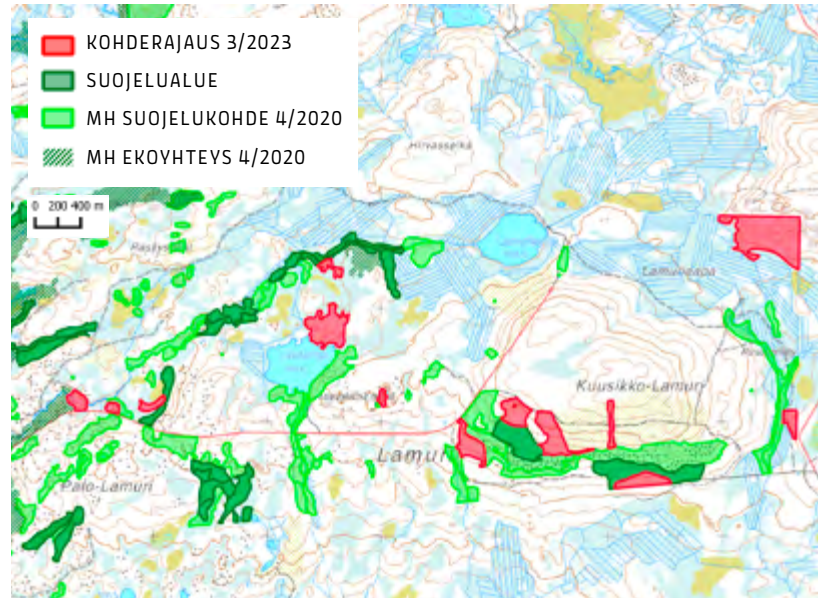 KOHDERAJAUS 3/2023
SUOJELUALUE
MH SUOJELUKOHDE 4/2020
MH EKOYHTEYS 4/2020
0 200 400 m
Hirvasselkä
Lamunaapa
Kuusikko-Lamuri
Lamuri
Palo-Lamuri